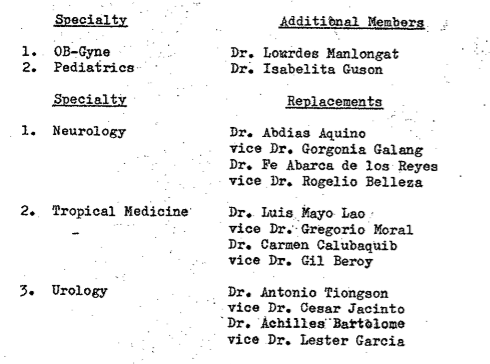 Specialty Additional Members
1. OB-Gyne Dr. Lourdes Manlongat
2. Pediatrics Dr. Isabelita Guson
Specialty Replacements
1. Neurology Dr. Abdias Aquino
vice Dr. Gorgonia Galang
Dr. Fe Abarca de los Reyes
vice Dr. Rogelio Belleza
2. Tropical Medicine Dr. Luis Mayo Lao
vice Dr. Gregorio Moral
Dr. Carmen Calubaquib
vice Dr. Gil Beroy
3. Urology Dr. Antonio Tiongson
vice Dr. Cesar Jacinto
Dr. Achilles Bartolome
vice Dr. Lester Garcia